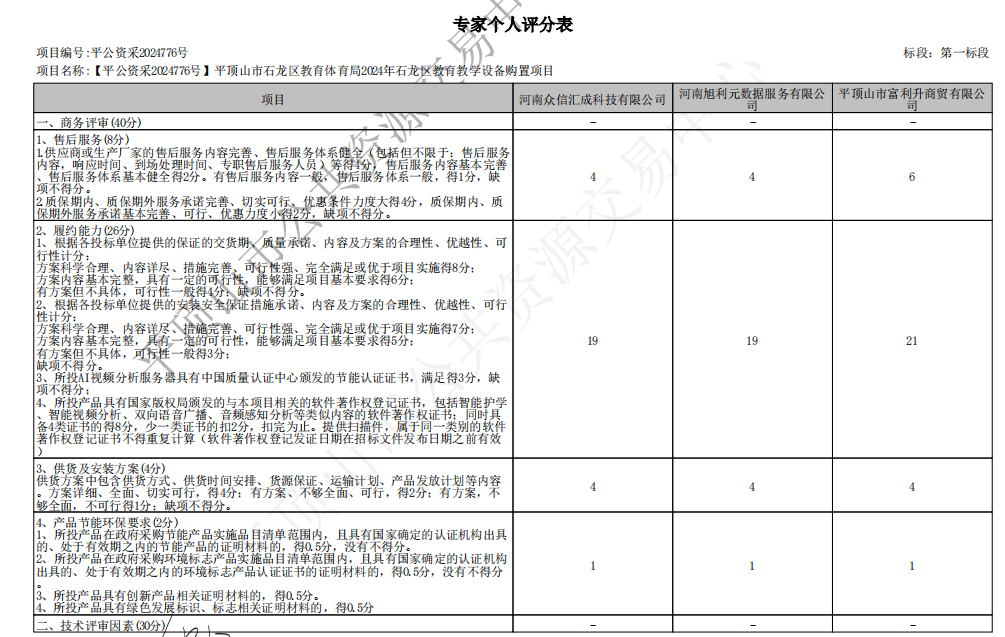 专家个人评分表
项目编号:平公资采2024776号
标段：第一标段
项目名称:【平公资采2024776号】平顶山市石龙区教育体育局2024年石龙区教育教学设备购置项目
项目
河南众信汇成科技有限公司
河南旭利元数据服务有限公
司
平顶山市富利升商贸有限公
司
一、商务评审(40分)
-
-
-
1、售后服务(8分)
1.供应商或生产厂家的售后服务内容完善、售后服务体系健全（包括但不限于：售后服务
内容，响应时间、到场处理时间、专职售后服务人员）等得4分，售后服务内容基本完善
、售后服务体系基本健全得2分。有售后服务内容一般，售后服务体系一般，得1分，缺
项不得分。
2 质保期内、质保期外服务承诺完善、切实可行、优惠条件力度大得4分，质保期内、质
保期外服务承诺基本完善、可行、优惠力度小得2分，缺项不得分。
4
4
6
2、履约能力(26分)
1、根据各投标单位提供的保证的交货期、质量承诺、内容及方案的合理性、优越性、可
行性计分：
方案科学合理、内容详尽、措施完善、可行性强、完全满足或优于项目实施得8分；
方案内容基本完整，具有一定的可行性，能够满足项目基本要求得6分；
有方案但不具体，可行性一般得4分，缺项不得分。
2、根据各投标单位提供的安装安全保证措施承诺、内容及方案的合理性、优越性、可行
性计分：
方案科学合理、内容详尽、措施完善、可行性强、完全满足或优于项目实施得7分；
方案内容基本完整，具有一定的可行性，能够满足项目基本要求得5分；
有方案但不具体，可行性一般得3分；
缺项不得分。
3、所投AI视频分析服务器具有中国质量认证中心颁发的节能认证证书，满足得3分，缺
项不得分；
4、所投产品具有国家版权局颁发的与本项目相关的软件著作权登记证书，包括智能护学
、智能视频分析、双向语音广播、音频感知分析等类似内容的软件著作权证书；同时具
备4类证书的得8分，少一类证书的扣2分，扣完为止。提供扫描件，属于同一类别的软件
著作权登记证书不得重复计算（软件著作权登记发证日期在招标文件发布日期之前有效
）
19
19
21
3、供货及安装方案(4分)
供货方案中包含供货方式、供货时间安排、货源保证、运输计划、产品发放计划等内容
。方案详细、全面、切实可行，得4分；有方案、不够全面，可行，得2分；有方案，不
够全面，不可行得1分；缺项不得分。
4
4
4
4、产品节能环保要求(2分)
1、所投产品在政府采购节能产品实施品目清单范围内，且具有国家确定的认证机构出具
的、处于有效期之内的节能产品的证明材料的，得0.5分，没有不得分。
2、所投产品在政府采购环境标志产品实施品目清单范围内，且具有国家确定的认证机构
出具的、处于有效期之内的环境标志产品认证证书的证明材料的，得0.5分，没有不得分
。
3、所投产品具有创新产品相关证明材料的，得0.5分。
4、所投产品具有绿色发展标识、标志相关证明材料的，得0.5分
1
1
1
二、技术评审因素(30分)
-
-
-
平顶山市公共资源交易中
公共资源交易中心